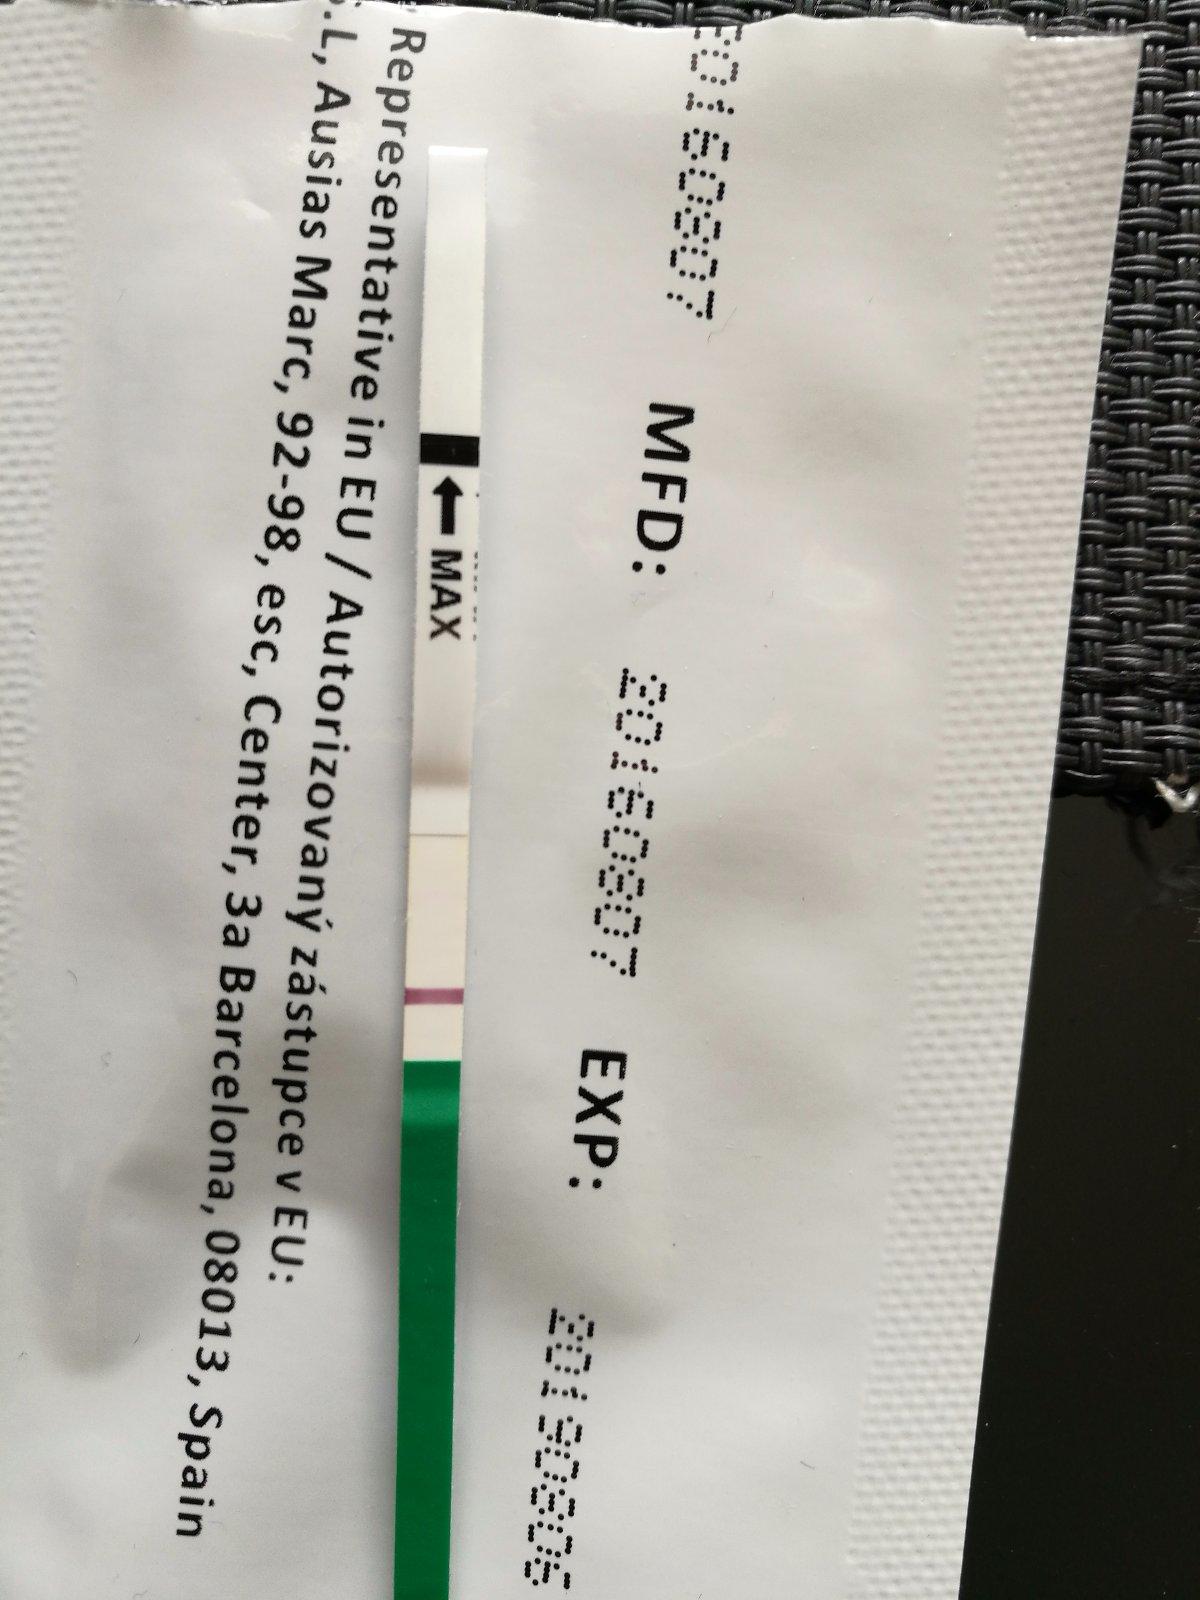 20160807 MFD: 20160807 EXP: 20190806
MAX
Representative in EU / Autorizovaný zástupce v EU:
.L, Ausias Marc, 92-98, esc, Center, 3a Barcelona, 08013, Spain